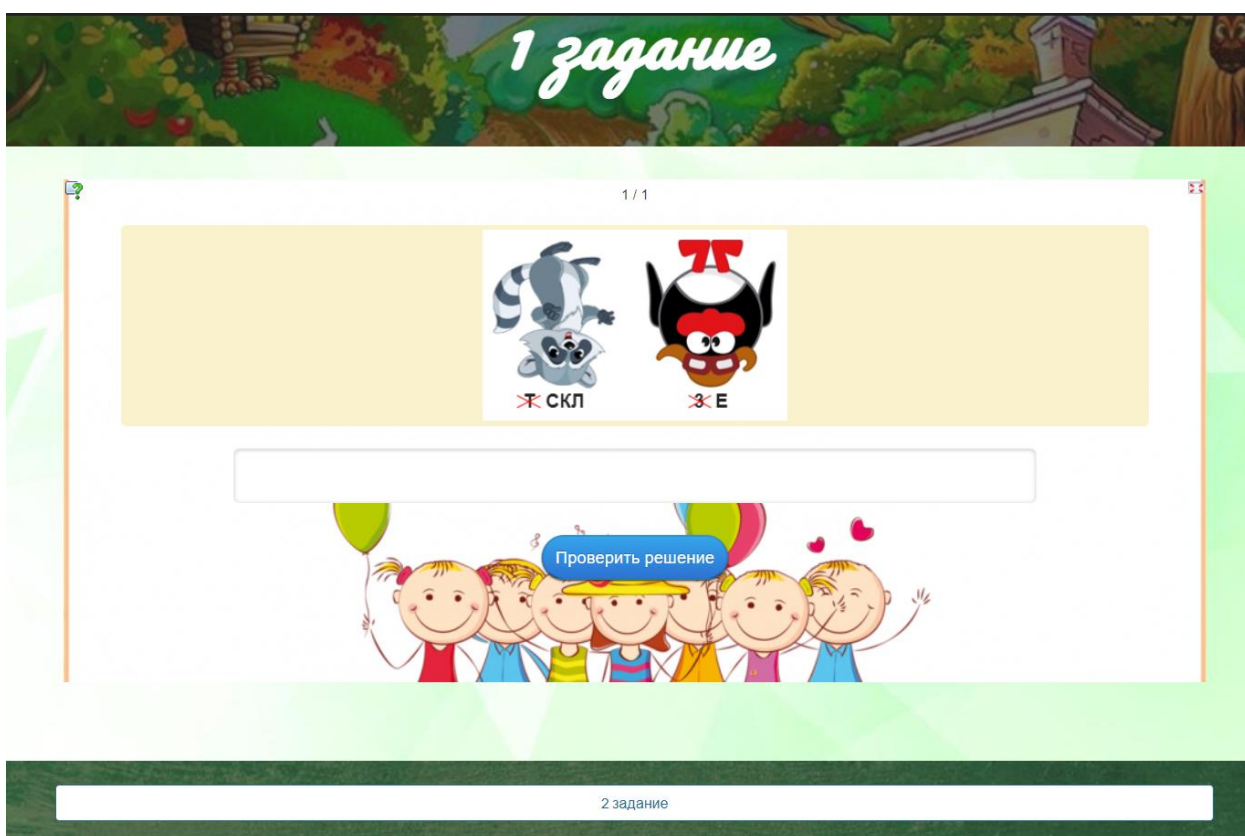 1 задание
1 / 1
Т СКЛ
З Е
Проверить решение
2 задание